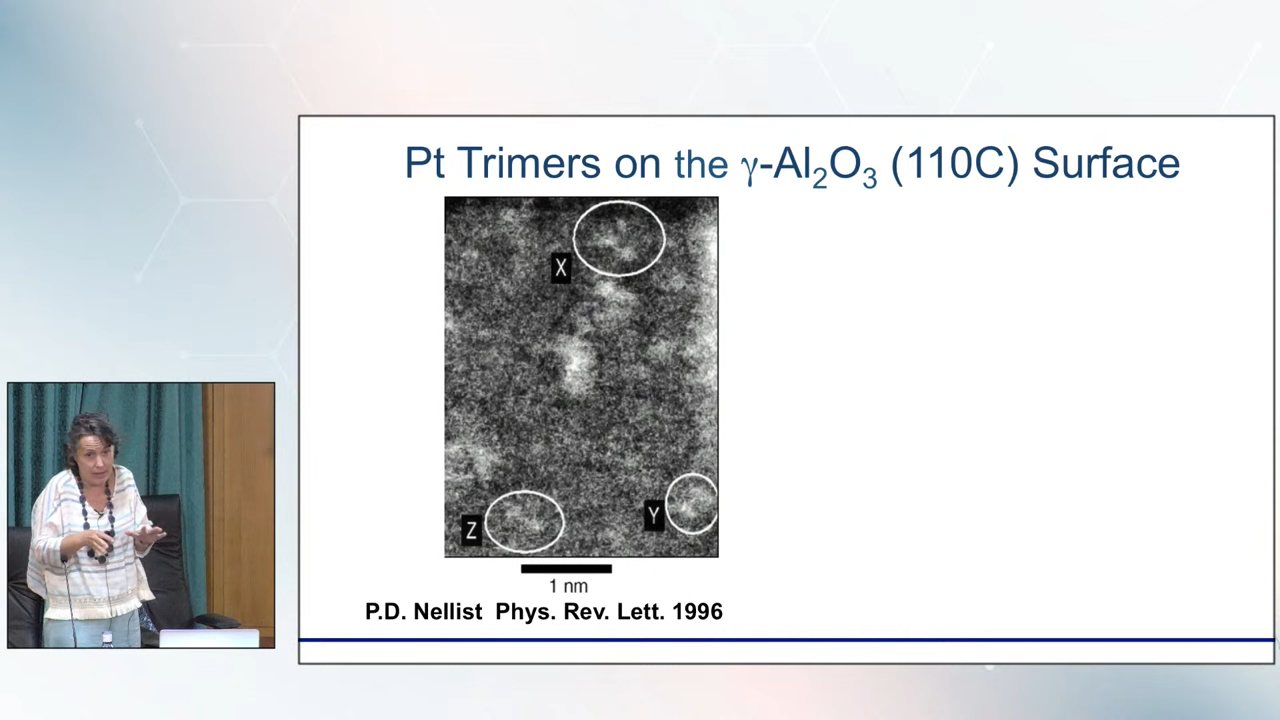 Pt Trimers on the γ-Al₂O₃ (110C) Surface
X
Y
Z
1 nm
P.D. Nellist Phys. Rev. Lett. 1996